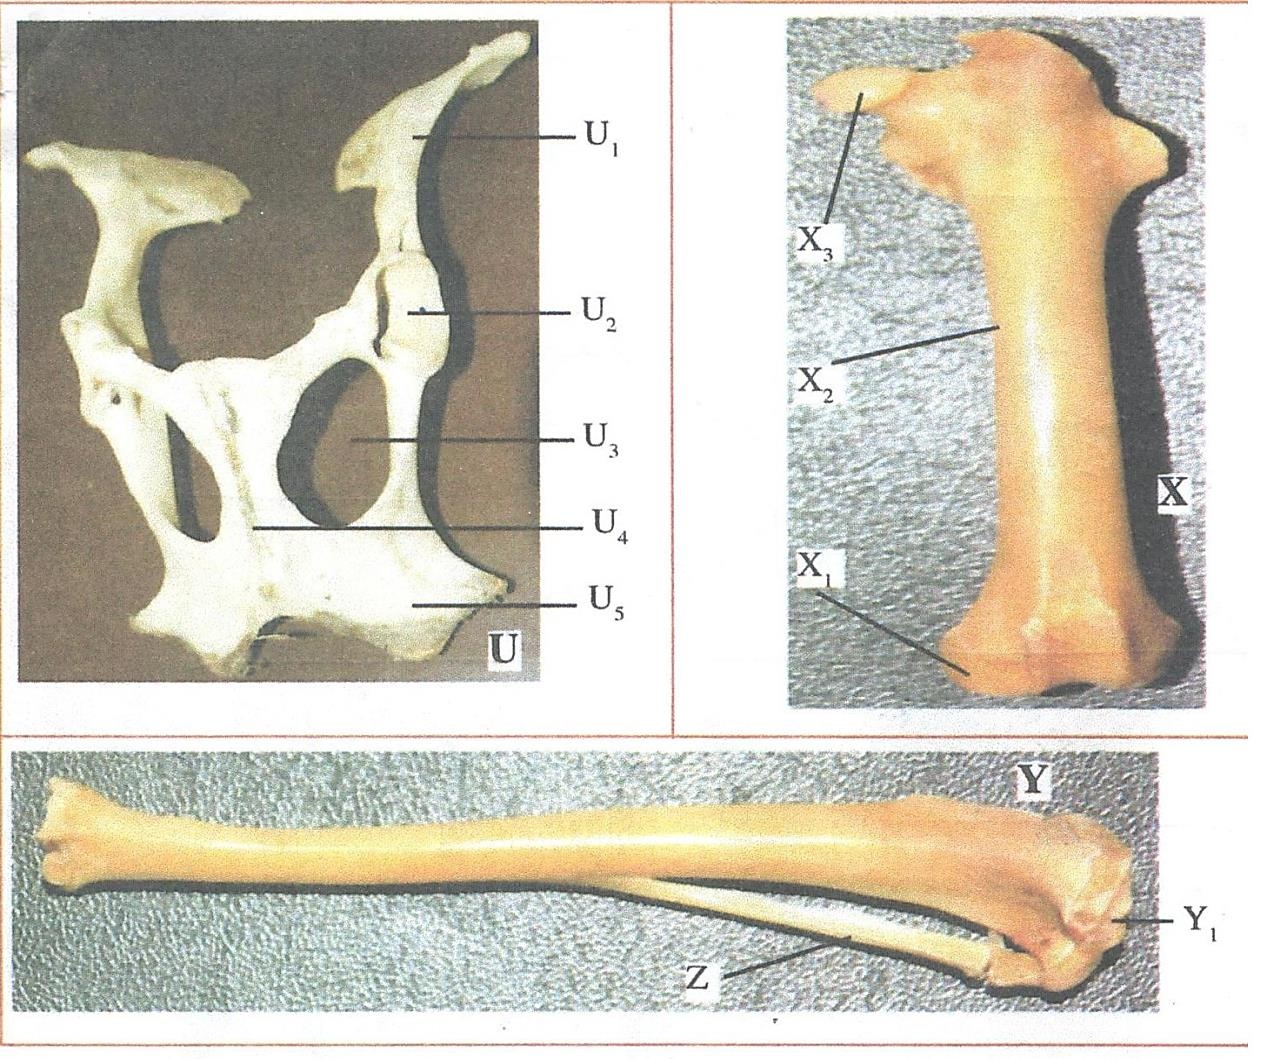 U₁
U₂
U₃
U₄
U₅
U
X₃
X₂
X
X₁
Y
Y₁
Z